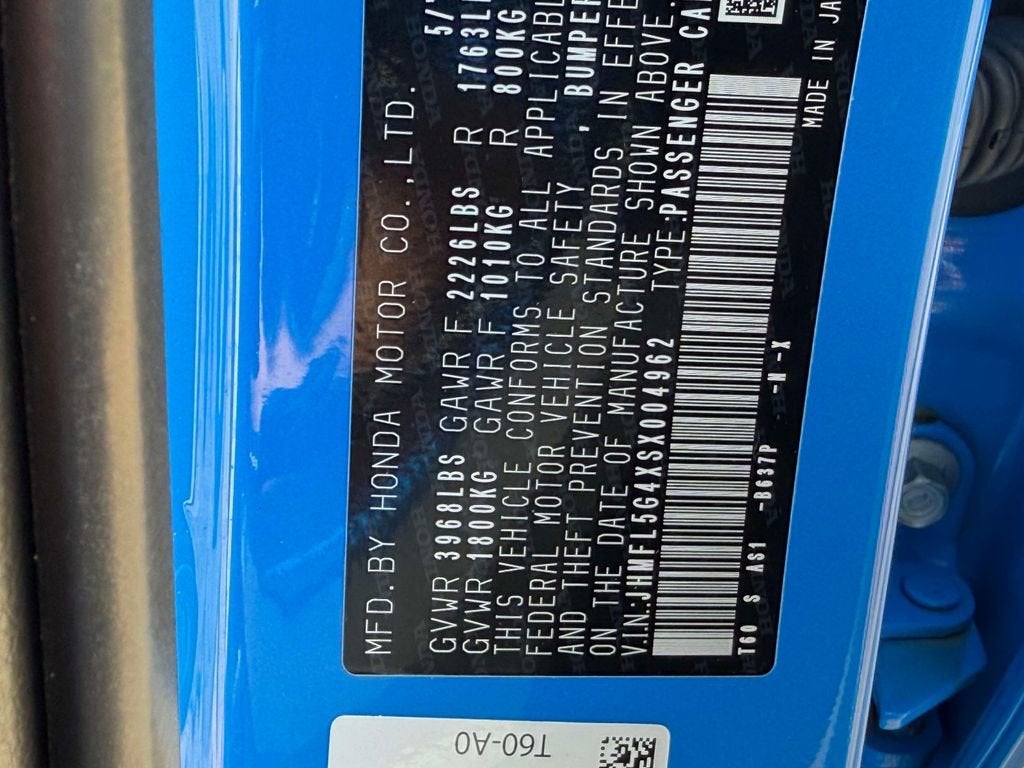 MFD.BY HONDA MOTOR CO.,LTD. 5/
GVWR 3968LBS GAWR F 2226LBS R 1763L
GVWR 1800KG GAWR F 1010KG R 800KG
THIS VEHICLE CONFORMS TO ALL APPLICABL
FEDERAL MOTOR VEHICLE SAFETY , BUMPER
AND THEFT PREVENTION STANDARDS IN EFFE
ON THE DATE OF MANUFACTURE SHOWN ABOVE.
V.I.N.:JHMFL5G4XSX004962 TYPE:PASSENGER CA
T60 S AS1 -B637P -N-X MADE IN JA
T60-A0